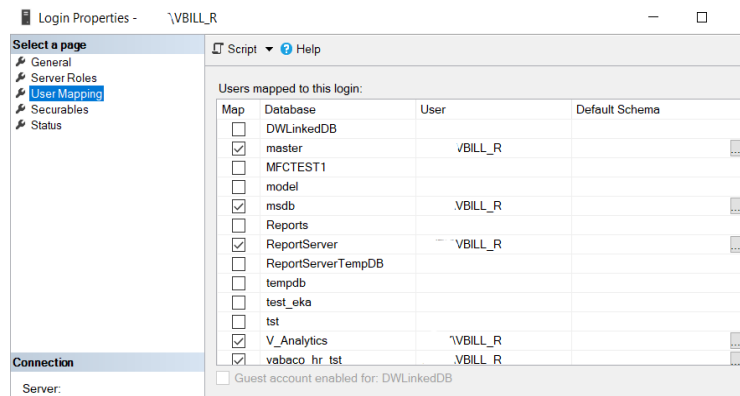 Login Properties - \VBILL_R
Select a page
General
Server Roles
User Mapping
Securables
Status
Script Help
Users mapped to this login:
Map Database User Default Schema
DWLinkedDB
master VBILL_R ...
MFCTEST1
model
msdb .VBILL_R ...
Reports
ReportServer VBILL_R ...
ReportServerTempDB
tempdb
test_eka
tst
V_Analytics \VBILL_R ...
vabaco_hr_tst .VBILL_R ...
Guest account enabled for: DWLinkedDB
Connection
Server: